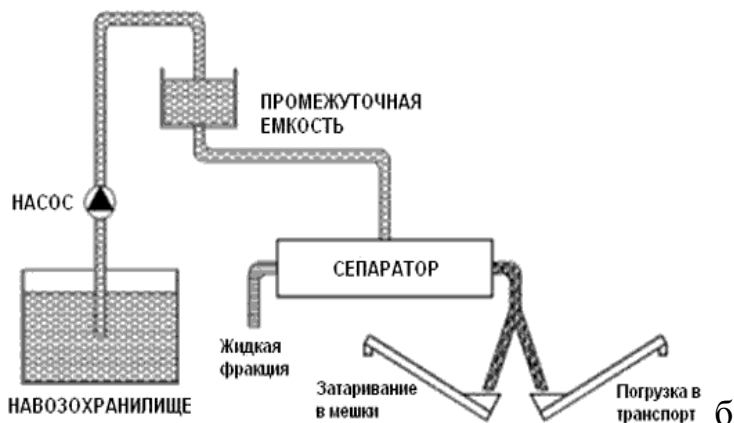 ПРОМЕЖУТОЧНАЯ
ЕМКОСТЬ
НАСОС
СЕПАРАТОР
Жидкая
фракция
НАВОЗОХРАНИЛИЩЕ
Затаривание
в мешки
Погрузка в
транспорт
б